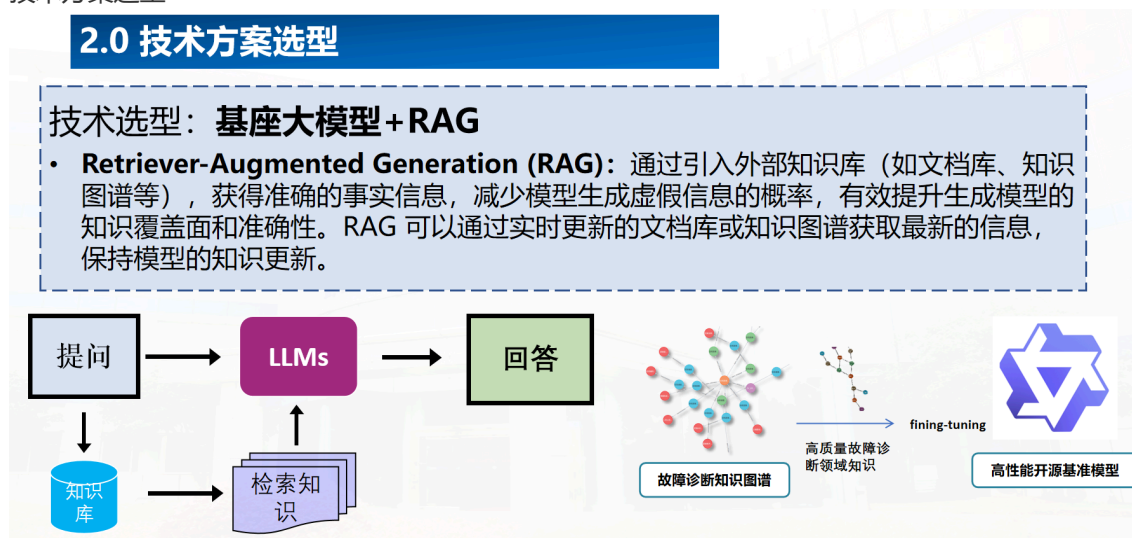 2.0 技术方案选型
技术选型：基座大模型+RAG
• Retriever-Augmented Generation (RAG)：通过引入外部知识库（如文档库、知识
图谱等），获得准确的事实信息，减少模型生成虚假信息的概率，有效提升生成模型的
知识覆盖面和准确性。RAG 可以通过实时更新的文档库或知识图谱获取最新的信息，
保持模型的知识更新。
提问
LLMs
回答
知识
库
检索知
识
故障诊断知识图谱
高质量故障诊
断领域知识
fining-tuning
高性能开源基准模型